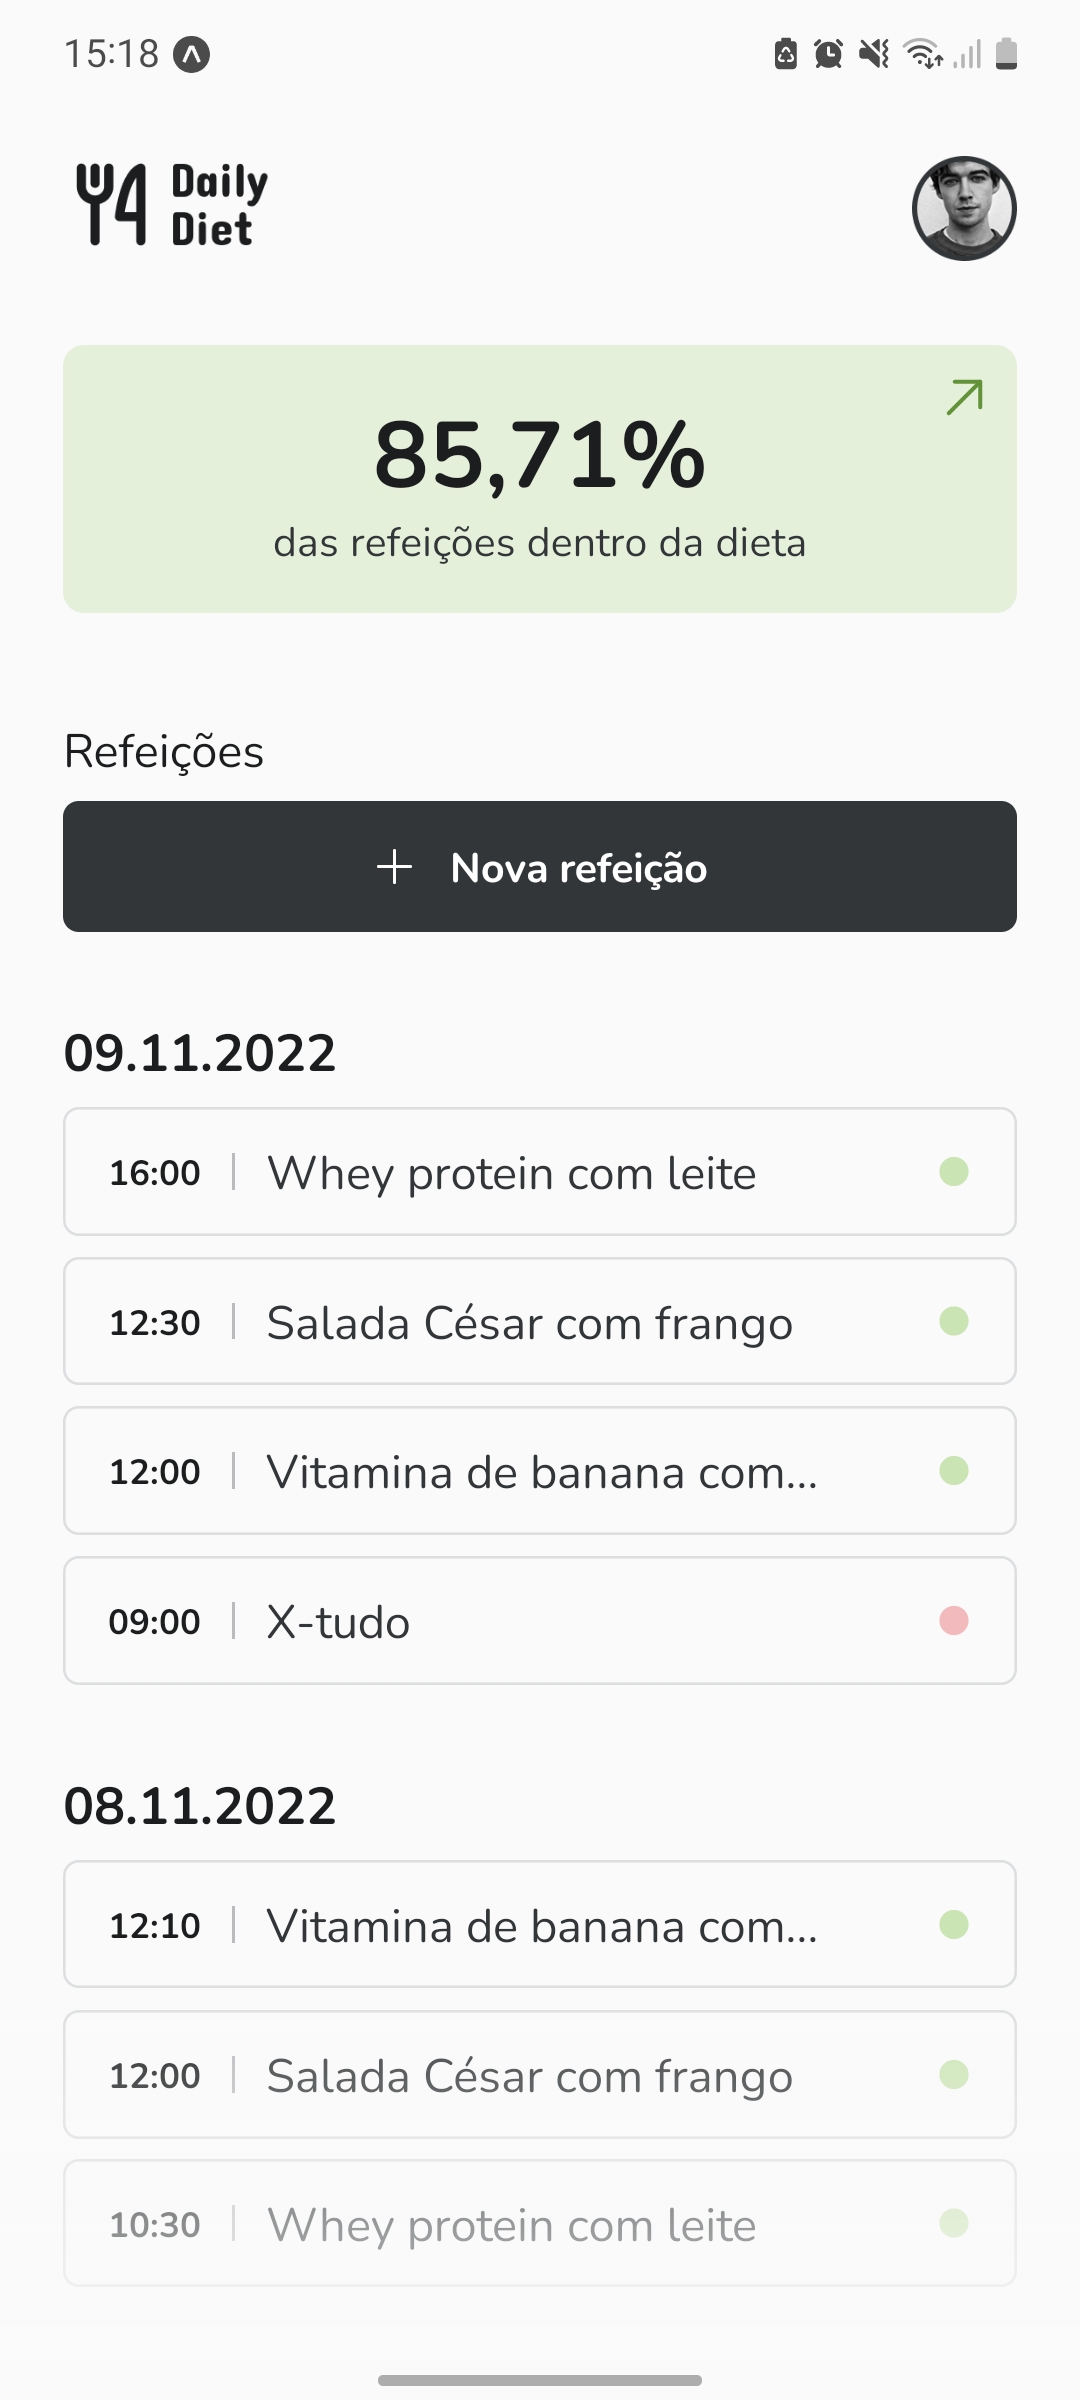 15:18
Daily
Diet
85,71%
das refeições dentro da dieta
Refeições
Nova refeição
09.11.2022
16:00 Whey protein com leite
12:30 Salada César com frango
12:00 Vitamina de banana com...
09:00 X-tudo
08.11.2022
12:10 Vitamina de banana com...
12:00 Salada César com frango
10:30 Whey protein com leite